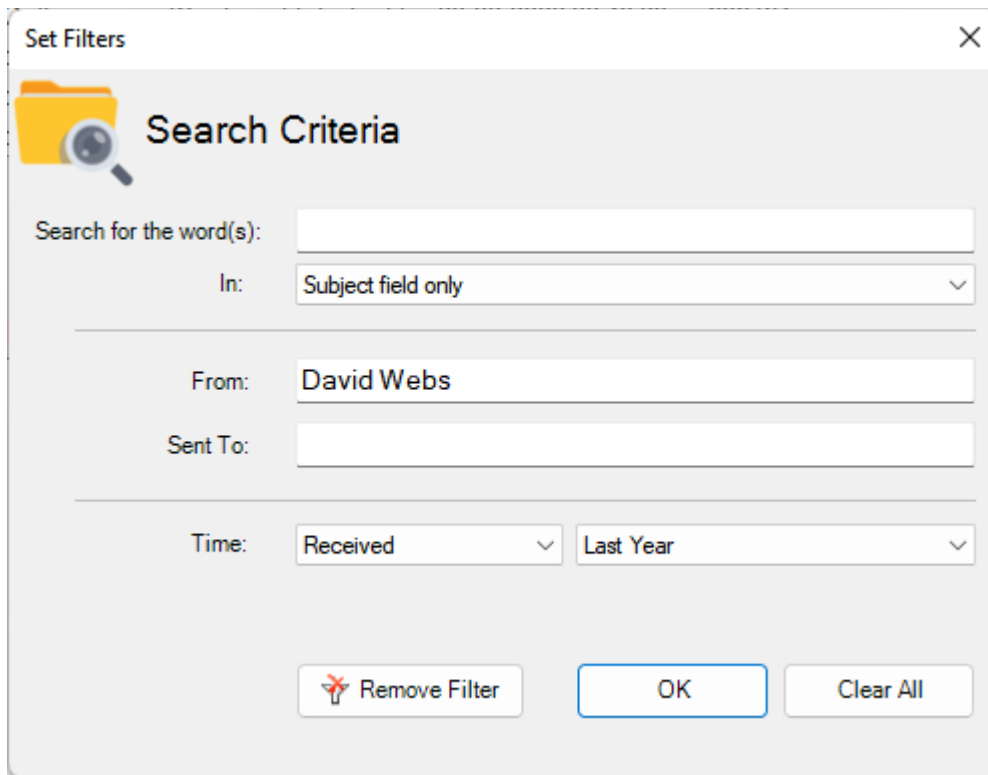 Set Filters
Search Criteria
Search for the word(s):
In: Subject field only
From: David Webs
Sent To:
Time: Received Last Year
Remove Filter OK Clear All